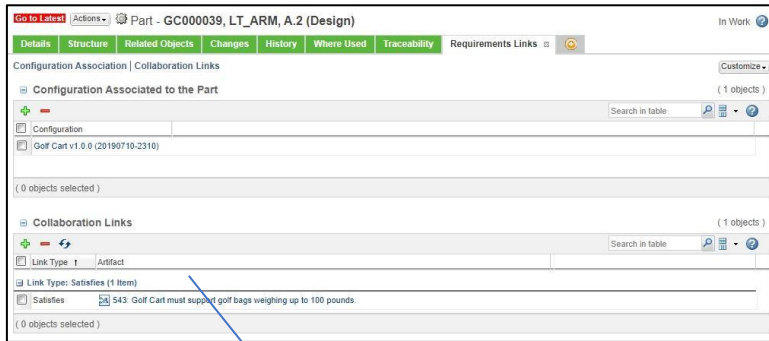 Go to Latest Actions Part - GC000039, LT_ARM, A.2 (Design) In Work
Details Structure Related Objects Changes History Where Used Traceability Requirements Links
Configuration Association | Collaboration Links Customize
Configuration Associated to the Part (1 objects)
Search in table
Configuration
Golf Cart v1.0.0 (20190710-2310)
(0 objects selected)
Collaboration Links (1 objects)
Search in table
Link Type ↑ Artifact
Link Type: Satisfies (1 Item)
Satisfies 543: Golf Cart must support golf bags weighing up to 100 pounds.
(0 objects selected)